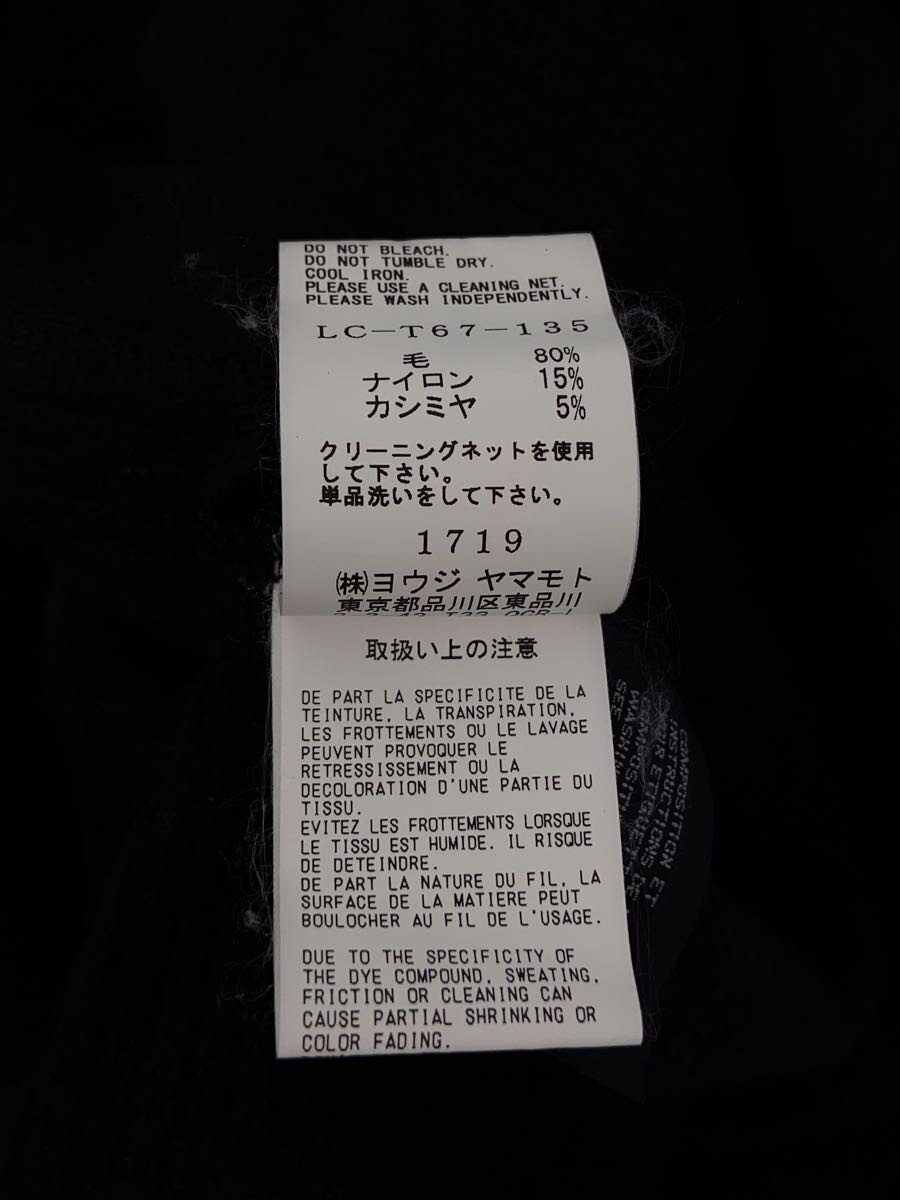 DO NOT BLEACH.
DO NOT TUMBLE DRY.
COOL IRON.
PLEASE USE A CLEANING NET.
PLEASE WASH INDEPENDENTLY.
LC-T67-135
毛 80%
ナイロン 15%
カシミヤ 5%
クリーニングネットを使用
して下さい。
単品洗いをして下さい。
1719
㈱ヨウジ ヤマモト
東京都品川区東品川
取扱い上の注意
DE PART LA SPECIFICITE DE LA
TEINTURE, LA TRANSPIRATION,
LES FROTTEMENTS OU LE LAVAGE
PEUVENT PROVOQUER LE
RETRESSISSEMENT OU LA
DECOLORATION D'UNE PARTIE DU
TISSU.
EVITEZ LES FROTTEMENTS LORSQUE
LE TISSU EST HUMIDE. IL RISQUE
DE DETEINDRE.
DE PART LA NATURE DU FIL, LA
SURFACE DE LA MATIERE PEUT
BOULOCHER AU FIL DE L'USAGE.
DUE TO THE SPECIFICITY OF
THE DYE COMPOUND, SWEATING,
FRICTION OR CLEANING CAN
CAUSE PARTIAL SHRINKING OR
COLOR FADING.
COMPOSITION ET
INSTRUCTIONS DE